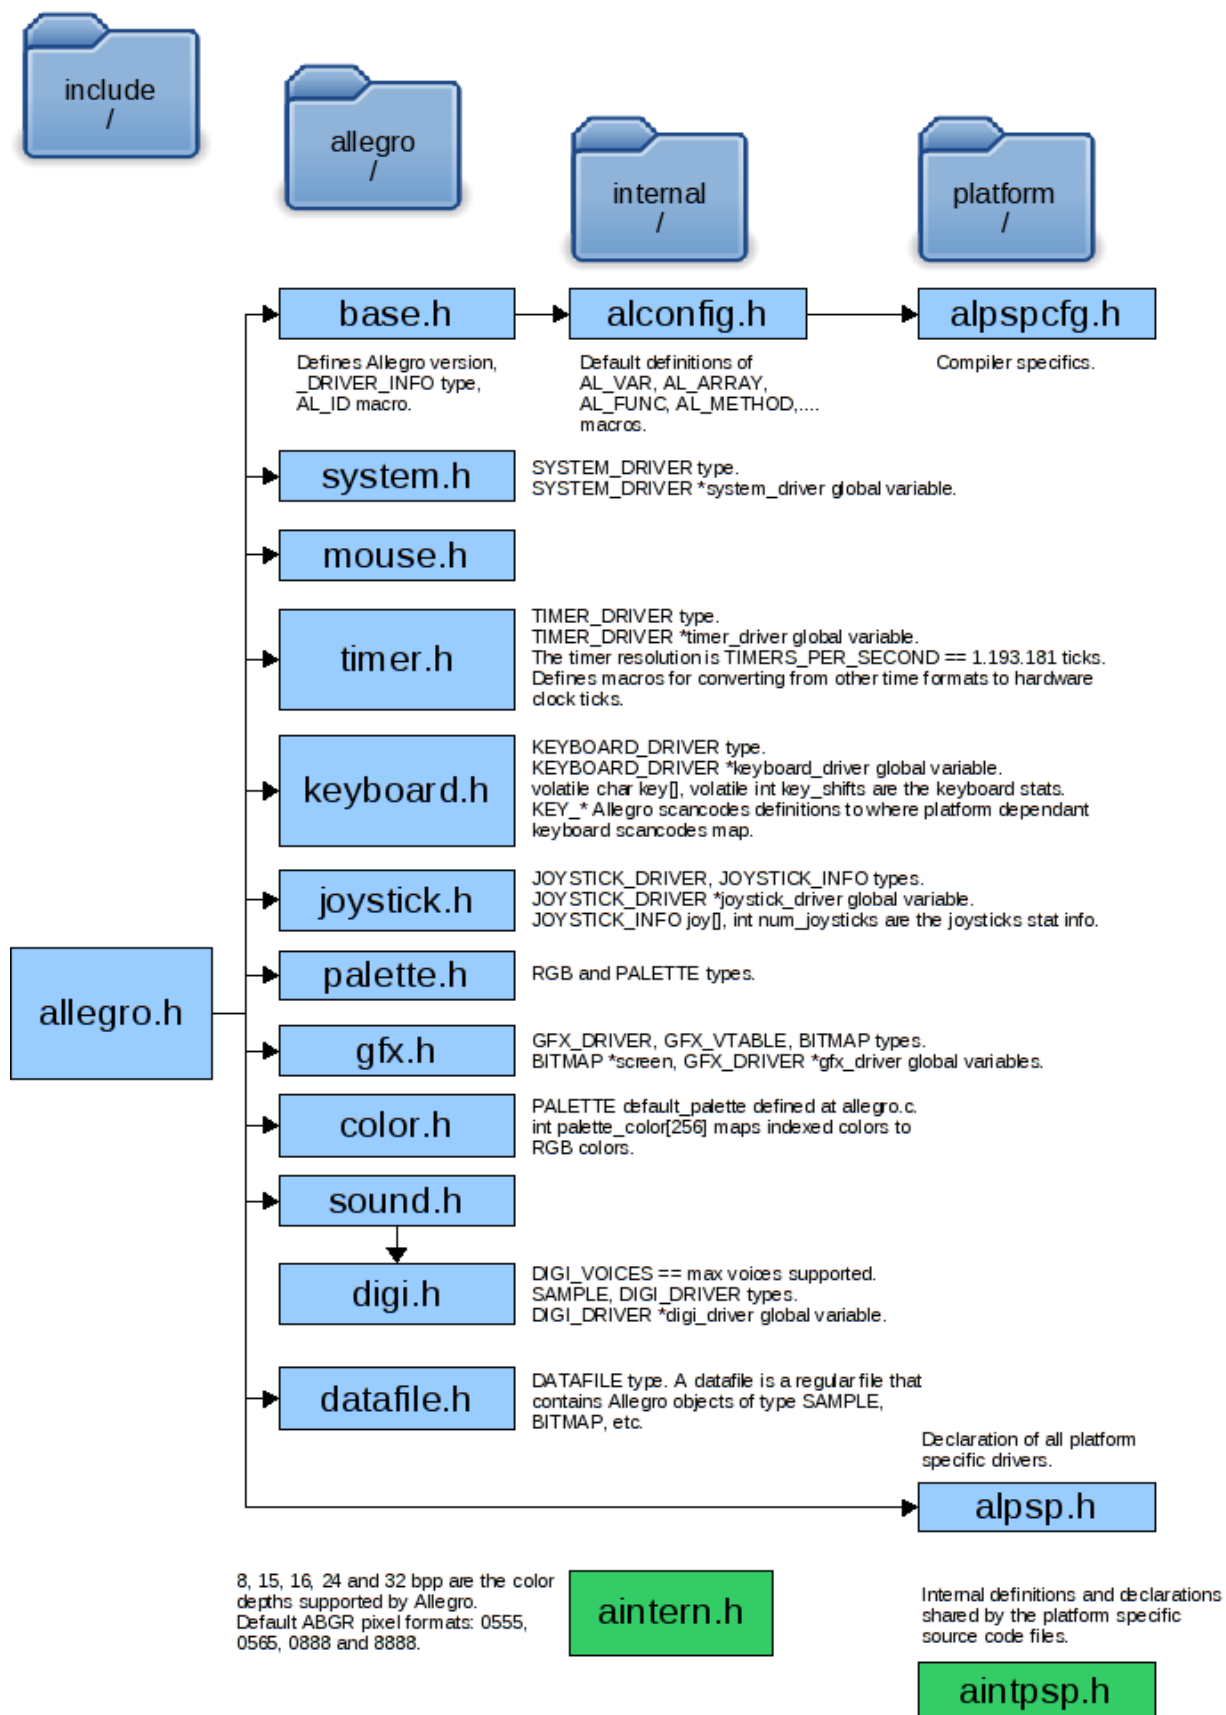 include
/
allegro
/
internal
/
platform
/
base.h
alconfig.h
alpspcfg.h
Defines Allegro version,
_DRIVER_INFO type,
AL_ID macro.
Default definitions of
AL_VAR, AL_ARRAY,
AL_FUNC, AL_METHOD,....
macros.
Compiler specifics.
system.h
SYSTEM_DRIVER type.
SYSTEM_DRIVER *system_driver global variable.
mouse.h
timer.h
TIMER_DRIVER type.
TIMER_DRIVER *timer_driver global variable.
The timer resolution is TIMERS_PER_SECOND == 1.193.181 ticks.
Defines macros for converting from other time formats to hardware
clock ticks.
keyboard.h
KEYBOARD_DRIVER type.
KEYBOARD_DRIVER *keyboard_driver global variable.
volatile char key[], volatile int key_shifts are the keyboard stats.
KEY_* Allegro scancodes definitions to where platform dependant
keyboard scancodes map.
joystick.h
JOYSTICK_DRIVER, JOYSTICK_INFO types.
JOYSTICK_DRIVER *joystick_driver global variable.
JOYSTICK_INFO joy[], int num_joysticks are the joysticks stat info.
allegro.h
palette.h
RGB and PALETTE types.
gfx.h
GFX_DRIVER, GFX_VTABLE, BITMAP types.
BITMAP *screen, GFX_DRIVER *gfx_driver global variables.
color.h
PALETTE default_palette defined at allegro.c.
int palette_color[256] maps indexed colors to
RGB colors.
sound.h
digi.h
DIGI_VOICES == max voices supported.
SAMPLE, DIGI_DRIVER types.
DIGI_DRIVER *digi_driver global variable.
datafile.h
DATAFILE type. A datafile is a regular file that
contains Allegro objects of type SAMPLE,
BITMAP, etc.
Declaration of all platform
specific drivers.
alpsp.h
8, 15, 16, 24 and 32 bpp are the color
depths supported by Allegro.
Default ABGR pixel formats: 0555,
0565, 0888 and 8888.
aintern.h
Internal definitions and declarations
shared by the platform specific
source code files.
aintpsp.h